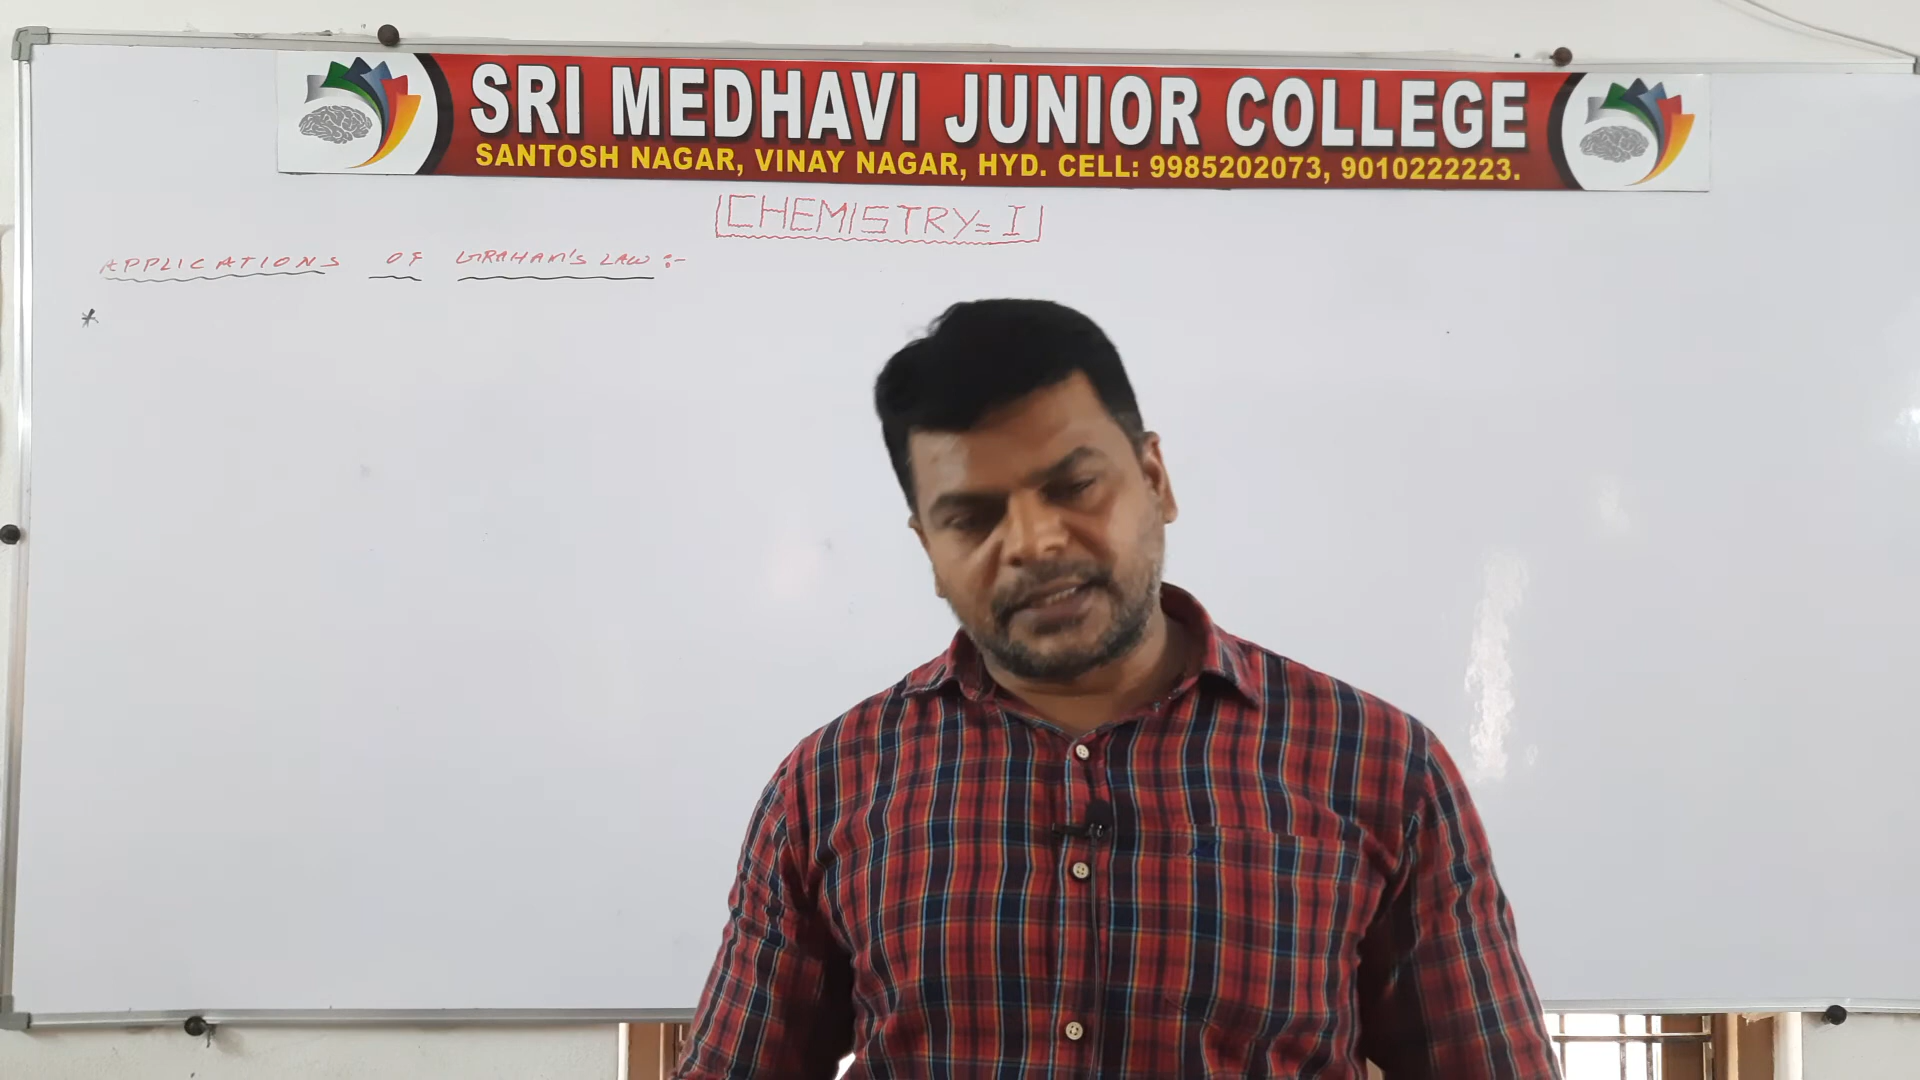 SRI MEDHAVI JUNIOR COLLEGE
SANTOSH NAGAR, VINAY NAGAR, HYD. CELL: 9985202073, 9010222223.
CHEMISTRY=I
APPLICATIONS OF GRAHAM'S LAW :-
*